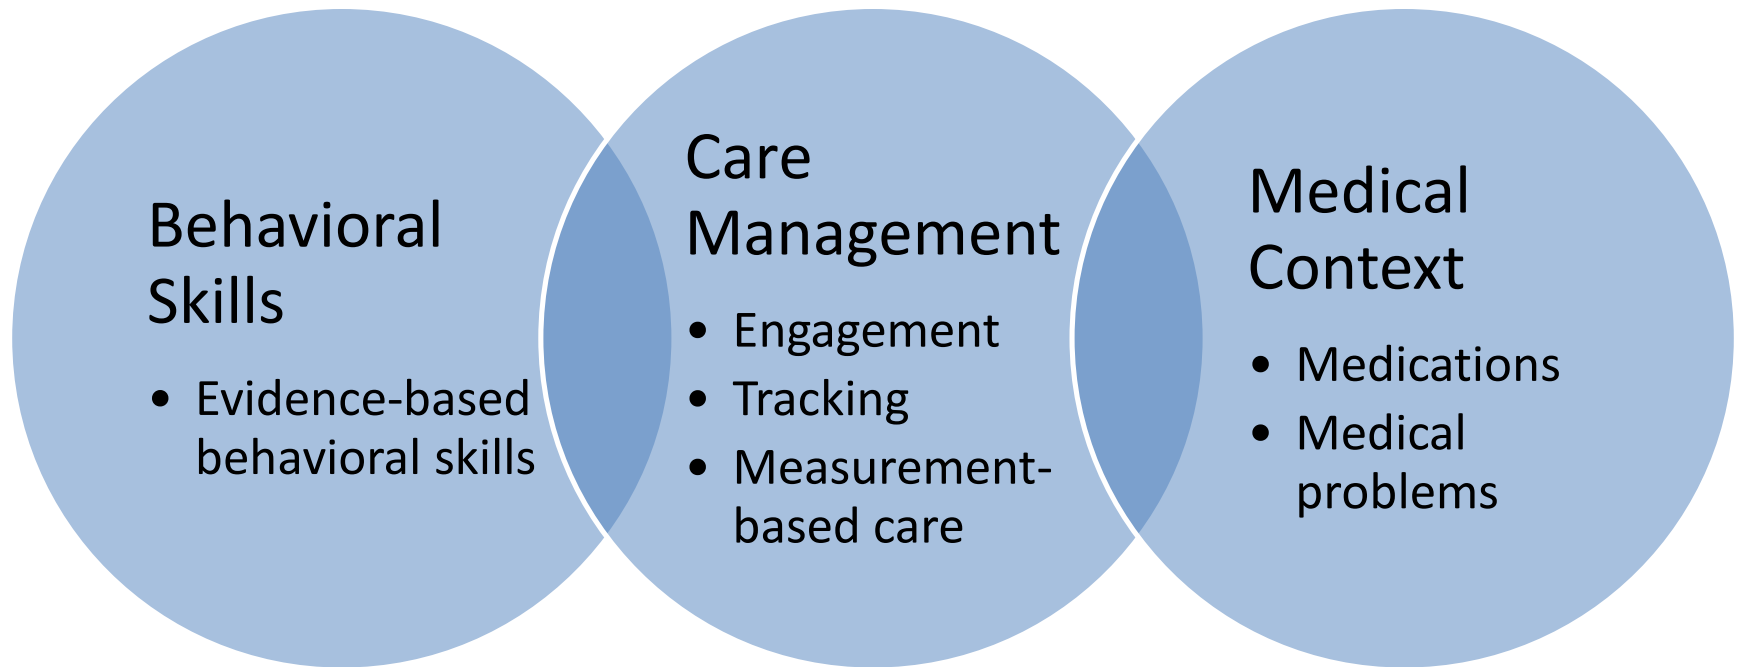 Behavioral
Skills
• Evidence-based
behavioral skills
Care
Management
• Engagement
• Tracking
• Measurement-
based care
Medical
Context
• Medications
• Medical
problems